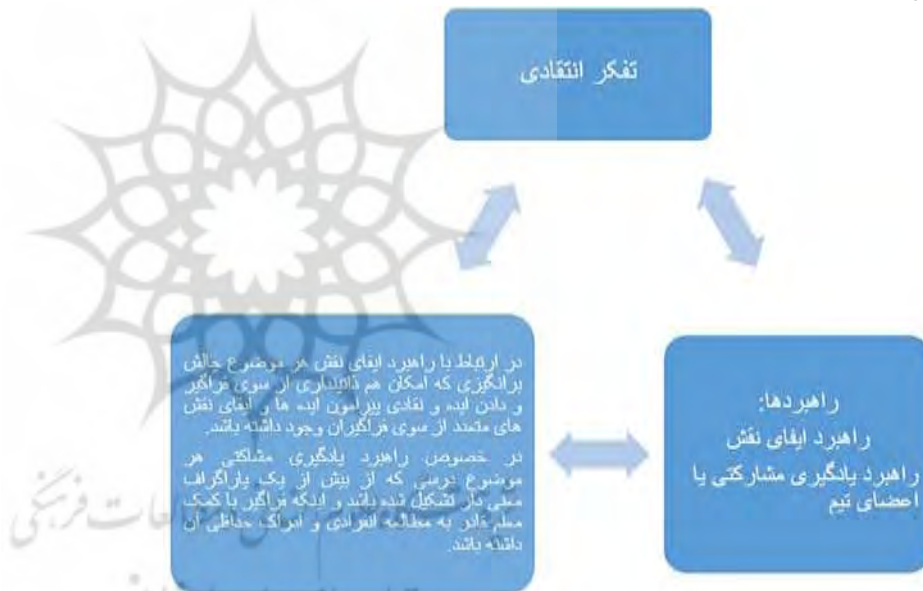 تفکر انتقادی
در ارتباط با راهبرد ایفای نقش هر موضوع چالش
برانگیزی که امکان هم ذاتپنداری از سوی فراگیر
و دادن ایده و نقادی پیرامون ایده ها و ایفای نقش
های متعدد از سوی فراگیران وجود داشته باشد.
در خصوص راهبرد یادگیری مشارکتی هر
موضوع درسی که از بیش از یک پاراگراف
معنی دار تشکیل شده باشد و اینکه فراگیر با کمک
معلم قادر به مطالعه انفرادی و ادراک حداقلی آن
داشته باشد.
راهبردها:
راهبرد ایفای نقش
راهبرد یادگیری مشارکتی یا
اعضای تیم